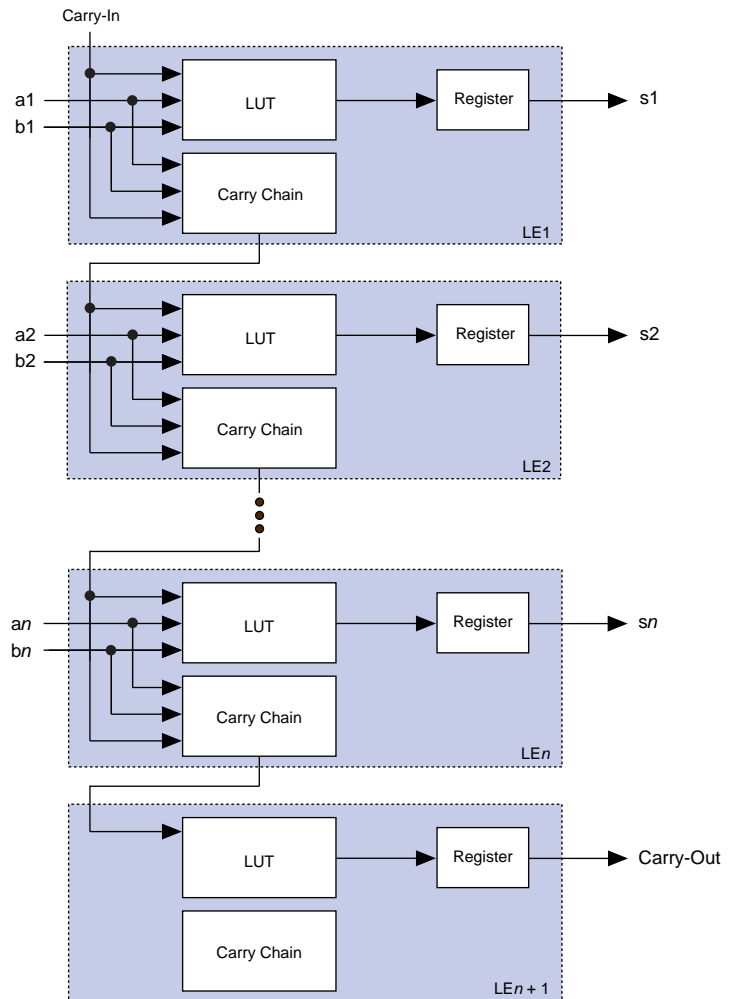 Carry-In
a1
b1
LUT
Register
s1
Carry Chain
LE1
a2
b2
LUT
Register
s2
Carry Chain
LE2
an
bn
LUT
Register
sn
Carry Chain
LEn
LUT
Register
Carry-Out
Carry Chain
LEn + 1